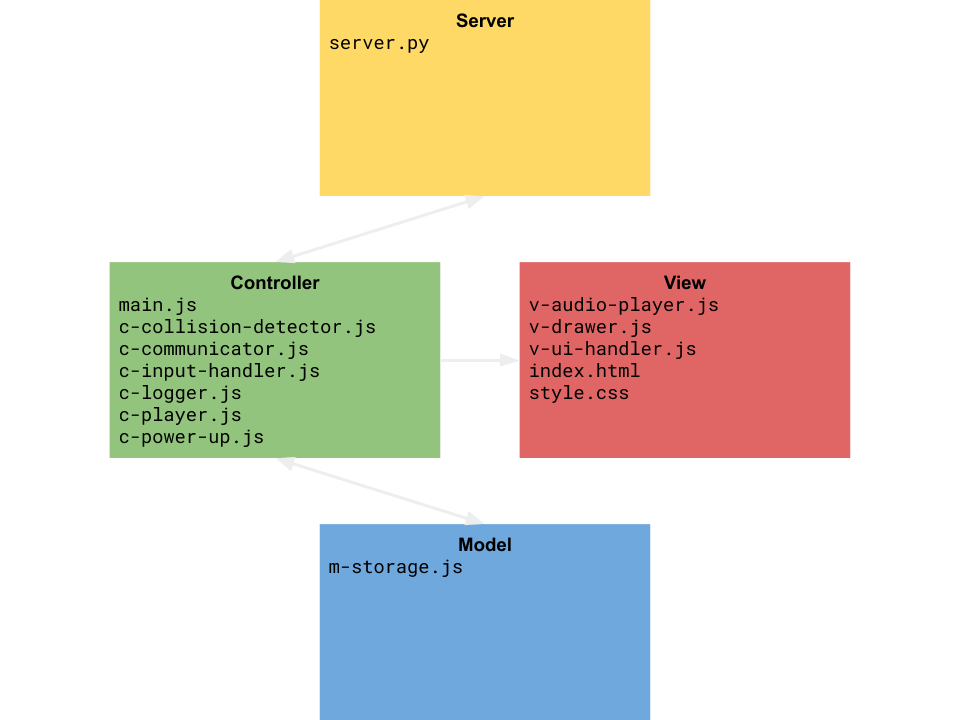 Server
server.py
Controller
main.js
c-collision-detector.js
c-communicator.js
c-input-handler.js
c-logger.js
c-player.js
c-power-up.js
View
v-audio-player.js
v-drawer.js
v-ui-handler.js
index.html
style.css
Model
m-storage.js